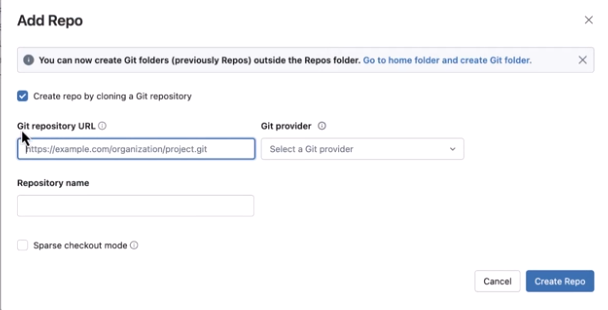 Add Repo
You can now create Git folders (previously Repos) outside the Repos folder. Go to home folder and create Git folder.
Create repo by cloning a Git repository
Git repository URL
Git provider
https://example.com/organization/project.git
Select a Git provider
Repository name
Sparse checkout mode
Cancel
Create Repo